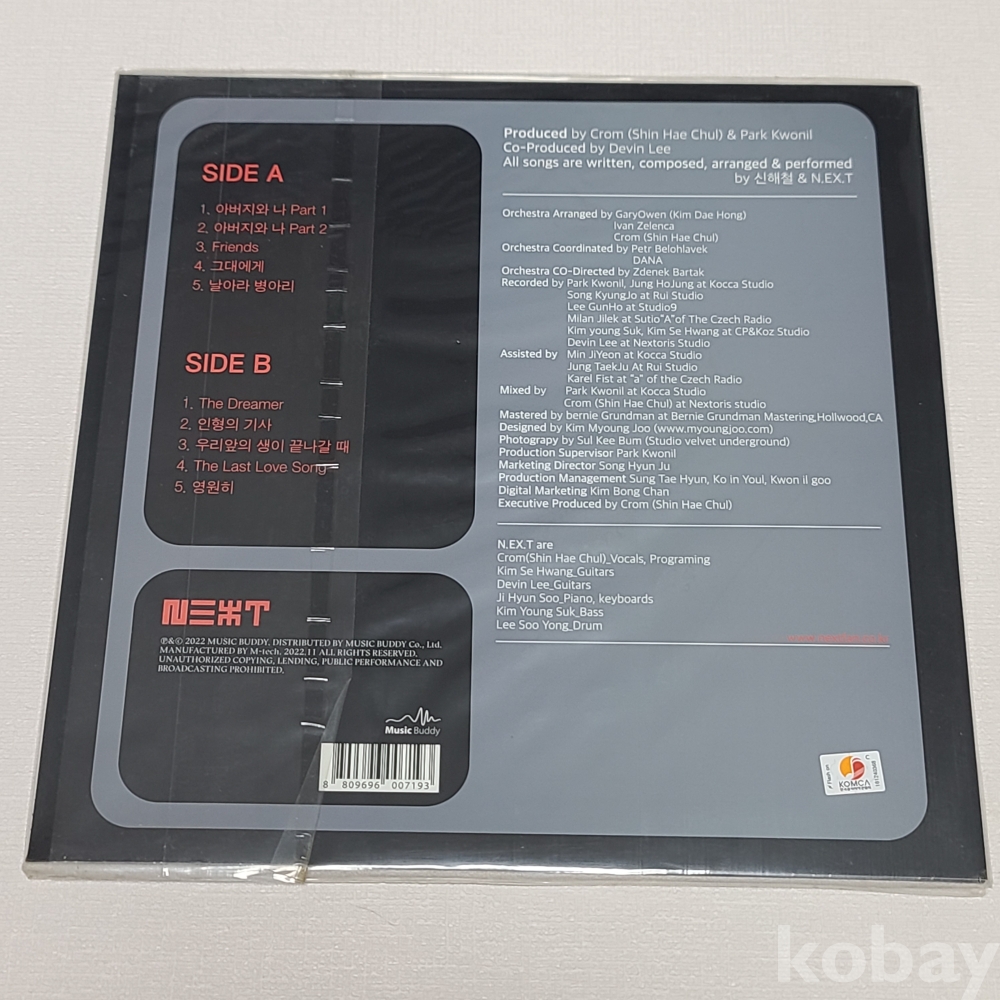 SIDE A
1. 아버지와 나 Part 1
2. 아버지와 나 Part 2
3. Friends
4. 그대에게
5. 날아라 병아리
SIDE B
1. The Dreamer
2. 인형의 기사
3. 우리앞의 생이 끝나갈 때
4. The Last Love Song
5. 영원히
NEXT
℗&© 2022 MUSIC BUDDY. DISTRIBUTED BY MUSIC BUDDY Co., Ltd.
MANUFACTURED BY M-tech. 2022.11 ALL RIGHTS RESERVED.
UNAUTHORIZED COPYING, LENDING, PUBLIC PERFORMANCE AND
BROADCASTING PROHIBITED.
Music Buddy
8 809696 007193
Produced by Crom (Shin Hae Chul) & Park Kwonil
Co-Produced by Devin Lee
All songs are written, composed, arranged & performed
by 신해철 & N.EX.T
Orchestra Arranged by GaryOwen (Kim Dae Hong)
Ivan Zelenca
Crom (Shin Hae Chul)
Orchestra Coordinated by Petr Belohlavek
DANA
Orchestra CO-Directed by Zdenek Bartak
Recorded by Park Kwonil, Jung HoJung at Kocca Studio
Song KyungJo at Rui Studio
Lee GunHo at Studio9
Milan Jilek at Sutio"A"of The Czech Radio
Kim young Suk, Kim Se Hwang at CP&Koz Studio
Devin Lee at Nextoris Studio
Assisted by Min JiYeon at Kocca Studio
Jung TaekJu At Rui Studio
Karel Fist at "a" of the Czech Radio
Mixed by Park Kwonil at Kocca Studio
Crom (Shin Hae Chul) at Nextoris studio
Mastered by bernie Grundman at Bernie Grundman Mastering,Hollwood,CA
Designed by Kim Myoung Joo (www.myoungjoo.com)
Photograpy by Sul Kee Bum (Studio velvet underground)
Production Supervisor Park Kwonil
Marketing Director Song Hyun Ju
Production Management Sung Tae Hyun, Ko in Youl, Kwon il goo
Digital Marketing Kim Bong Chan
Executive Produced by Crom (Shin Hae Chul)
N.EX.T are
Crom(Shin Hae Chul)_Vocals, Programing
Kim Se Hwang_Guitars
Devin Lee_Guitars
Ji Hyun Soo_Piano, keyboards
Kim Young Suk_Bass
Lee Soo Yong_Drum
KOMCA
kobay